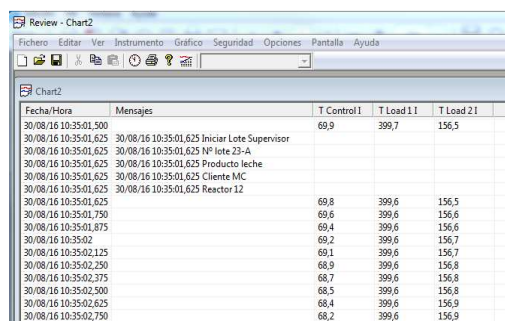 Review - Chart2
Fichero Editar Ver Instrumento Gráfico Seguridad Opciones Pantalla Ayuda
Chart2
Fecha/Hora Mensajes T Control I T Load 1 I T Load 2 I
30/08/16 10:35:01,500 69,9 399,7 156,5
30/08/16 10:35:01,625 30/08/16 10:35:01,625 Iniciar Lote Supervisor
30/08/16 10:35:01,625 30/08/16 10:35:01,625 Nº lote 23-A
30/08/16 10:35:01,625 30/08/16 10:35:01,625 Producto leche
30/08/16 10:35:01,625 30/08/16 10:35:01,625 Cliente MC
30/08/16 10:35:01,625 30/08/16 10:35:01,625 Reactor 12
30/08/16 10:35:01,625 69,8 399,6 156,5
30/08/16 10:35:01,750 69,6 399,6 156,6
30/08/16 10:35:01,875 69,4 399,6 156,6
30/08/16 10:35:02 69,2 399,6 156,7
30/08/16 10:35:02,125 69,1 399,6 156,7
30/08/16 10:35:02,250 68,9 399,6 156,8
30/08/16 10:35:02,375 68,7 399,6 156,8
30/08/16 10:35:02,500 68,5 399,6 156,8
30/08/16 10:35:02,625 68,4 399,6 156,9
30/08/16 10:35:02,750 68,2 399,6 156,9